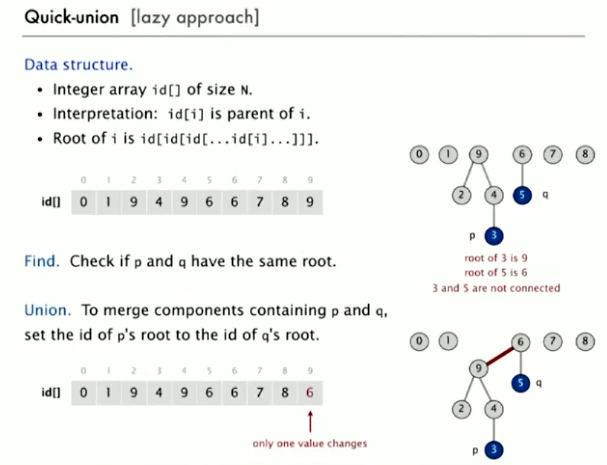 Quick-union [lazy approach]
Data structure.
• Integer array id[] of size N.
• Interpretation: id[i] is parent of i.
• Root of i is id[id[id[...id[i]...]]].
0 1 2 3 4 5 6 7 8 9
id[] 0 1 9 4 9 6 6 7 8 9
0 1 9 6 7 8
2 4 5 q
p 3
root of 3 is 9
root of 5 is 6
3 and 5 are not connected
Find. Check if p and q have the same root.
Union. To merge components containing p and q,
set the id of p's root to the id of q's root.
0 1 2 3 4 5 6 7 8 9
id[] 0 1 9 4 9 6 6 7 8 6
only one value changes
0 1 6 7 8
9 5 q
2 4
p 3